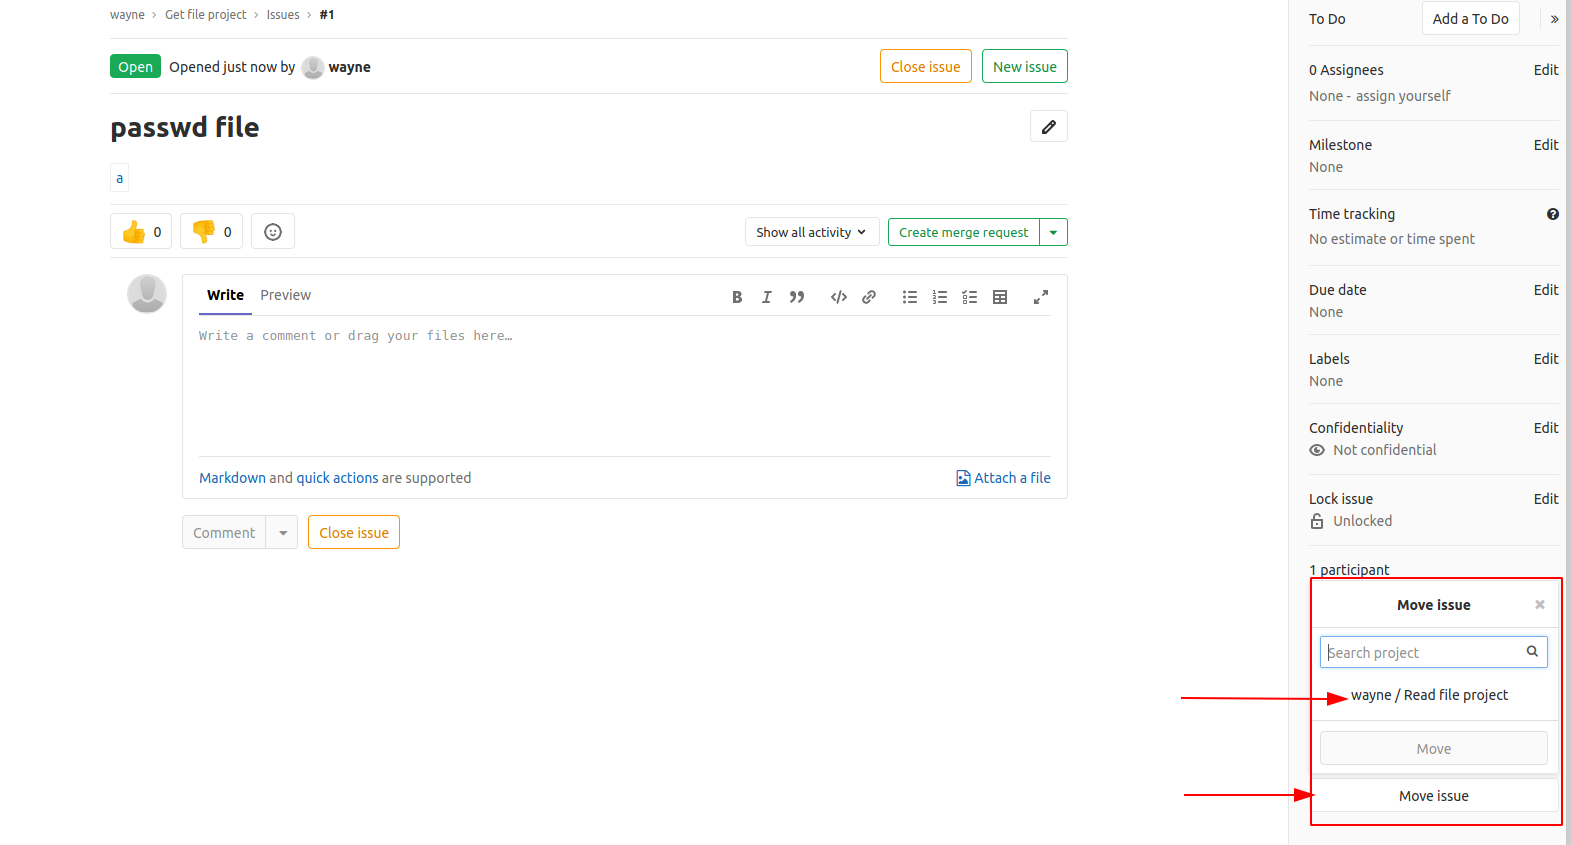 wayne › Get file project › Issues › #1
Open Opened just now by wayne
Close issue New issue
passwd file
a
0 0
Show all activity Create merge request
Write Preview
Write a comment or drag your files here…
Markdown and quick actions are supported Attach a file
Comment Close issue
To Do Add a To Do »
0 Assignees Edit
None - assign yourself
Milestone Edit
None
Time tracking
No estimate or time spent
Due date Edit
None
Labels Edit
None
Confidentiality Edit
Not confidential
Lock issue Edit
Unlocked
1 participant
Move issue
Search project
wayne / Read file project
Move
Move issue